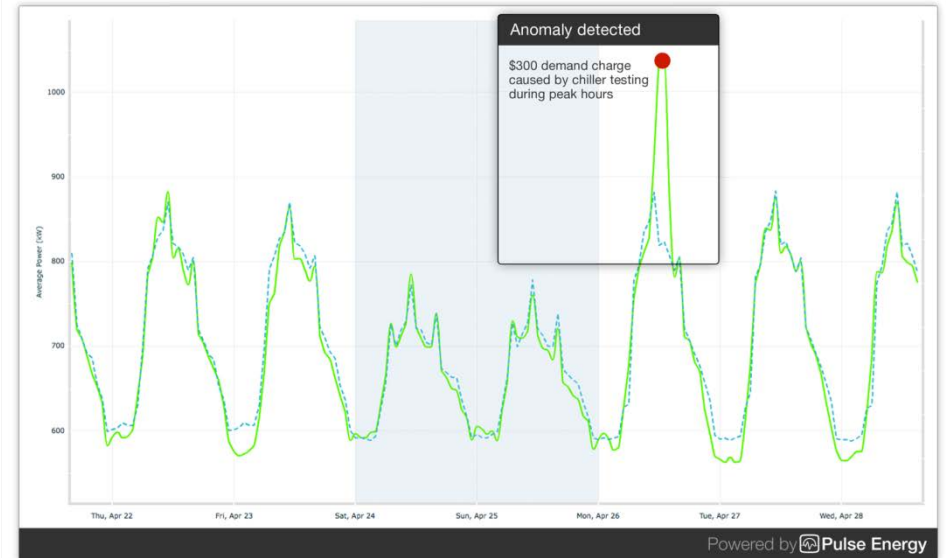 Anomaly detected
$300 demand charge
caused by chiller testing
during peak hours
1000
900
800
700
600
Average Power (kW)
Thu, Apr 22
Fri, Apr 23
Sat, Apr 24
Sun, Apr 25
Mon, Apr 26
Tue, Apr 27
Wed, Apr 28
Powered by Pulse Energy